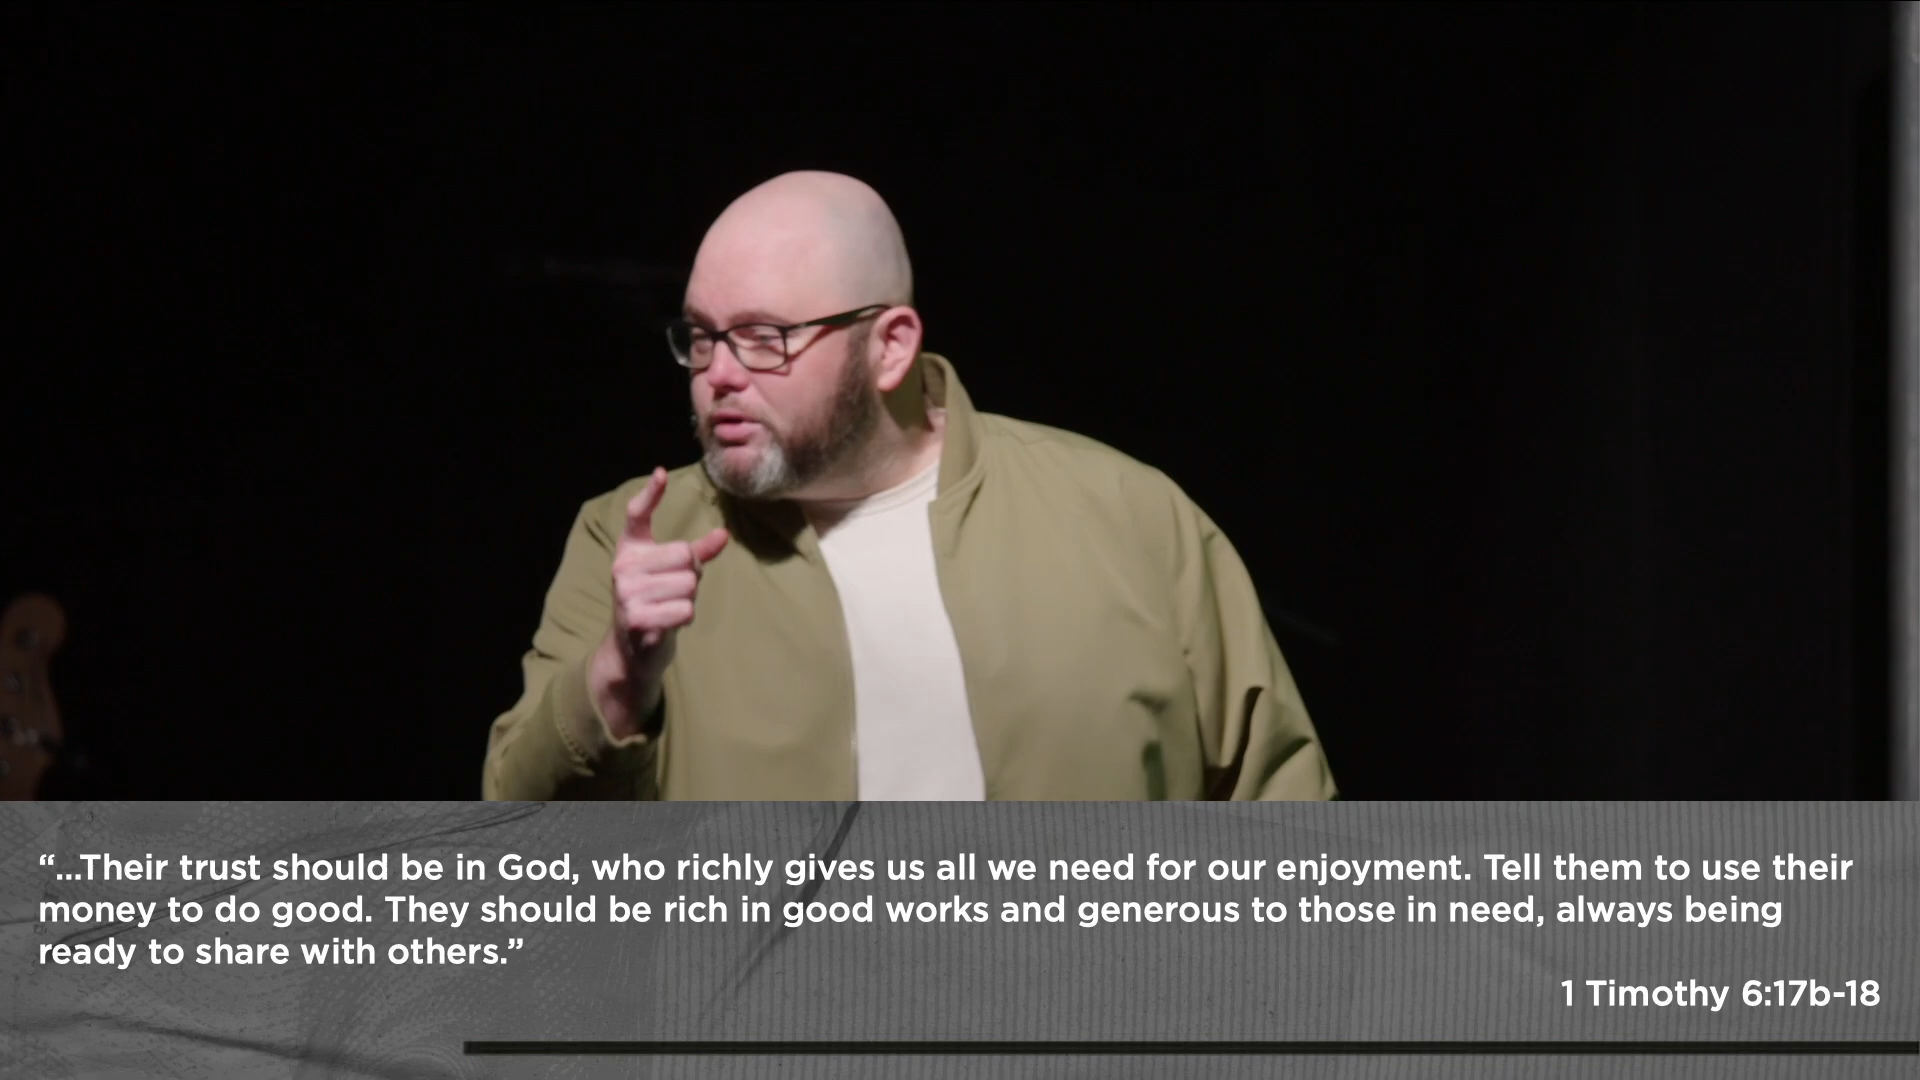 “...Their trust should be in God, who richly gives us all we need for our enjoyment. Tell them to use their
money to do good. They should be rich in good works and generous to those in need, always being
ready to share with others.”
1 Timothy 6:17b-18